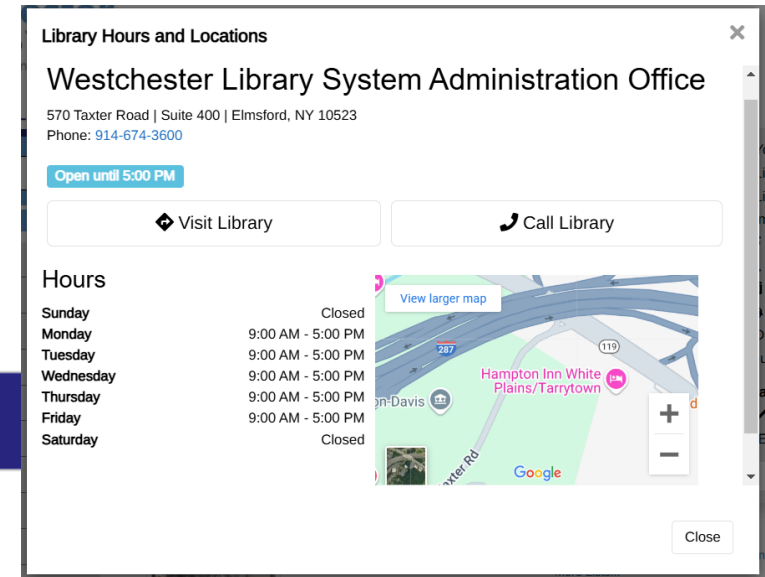 Library Hours and Locations
×
Westchester Library System Administration Office
570 Taxter Road | Suite 400 | Elmsford, NY 10523
Phone: 914-674-3600
Open until 5:00 PM
Visit Library
Call Library
Hours
Sunday Closed
Monday 9:00 AM - 5:00 PM
Tuesday 9:00 AM - 5:00 PM
Wednesday 9:00 AM - 5:00 PM
Thursday 9:00 AM - 5:00 PM
Friday 9:00 AM - 5:00 PM
Saturday Closed
View larger map
287
119
Hampton Inn White
Plains/Tarrytown
on-Davis
d
+
−
xter Rd
Google
Close